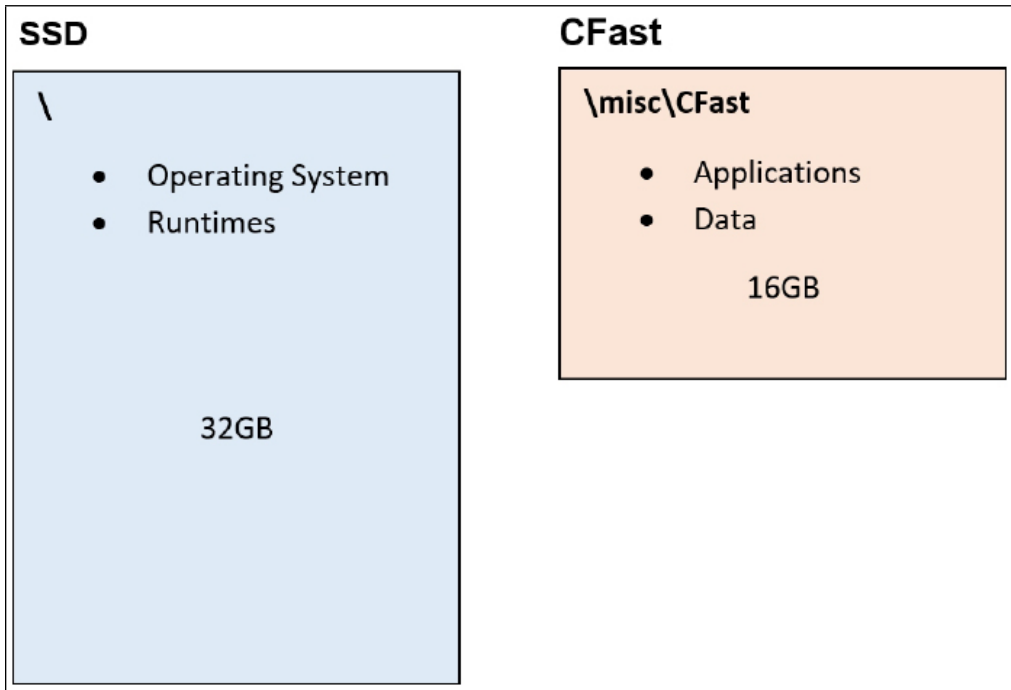 SSD
\
• Operating System
• Runtimes
32GB
CFast
\misc\CFast
• Applications
• Data
16GB